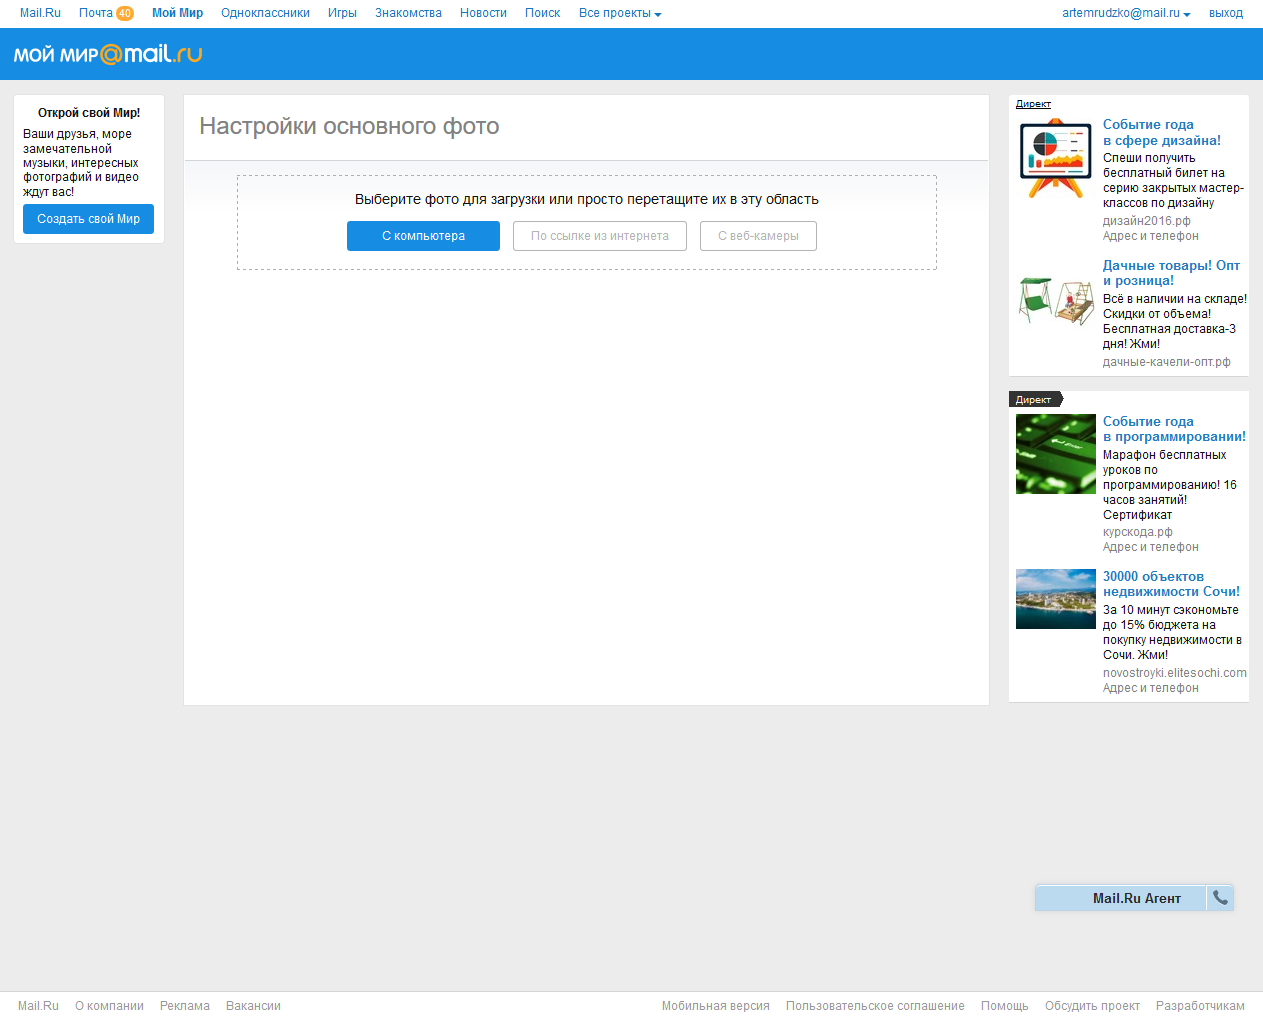 Mail.Ru Почта 40 Мой Мир Одноклассники Игры Знакомства Новости Поиск Все проекты artemrudzko@mail.ru выход
мой мир@mail.ru
Открой свой Мир!
Ваши друзья, море
замечательной
музыки, интересных
фотографий и видео
ждут вас!
Создать свой Мир
Настройки основного фото
Выберите фото для загрузки или просто перетащите их в эту область
С компьютера По ссылке из интернета С веб-камеры
Директ
Событие года
в сфере дизайна!
Спеши получить
бесплатный билет на
серию закрытых мастер-
классов по дизайну
дизайн2016.рф
Адрес и телефон
Дачные товары! Опт
и розница!
Всё в наличии на складе!
Скидки от объема!
Бесплатная доставка-3
дня! Жми!
дачные-качели-опт.рф
Директ
Событие года
в программировании!
Марафон бесплатных
уроков по
программированию! 16
часов занятий!
Сертификат
курскода.рф
Адрес и телефон
30000 объектов
недвижимости Сочи!
За 10 минут сэкономьте
до 15% бюджета на
покупку недвижимости в
Сочи. Жми!
novostroyki.elitesochi.com
Адрес и телефон
Mail.Ru Агент
Mail.Ru О компании Реклама Вакансии Мобильная версия Пользовательское соглашение Помощь Обсудить проект Разработчикам